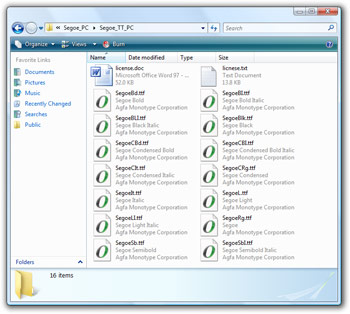 « Segoe_PC ▸ Segoe_TT_PC
Search
Organize Views Burn
Favorite Links
Documents
Pictures
Music
Recently Changed
Searches
Public
Folders
Name Date modified Type Size
license.doc
Microsoft Office Word 97 - ...
52.0 KB
licnese.txt
Text Document
13.8 KB
SegoeBd.ttf
Segoe Bold
Agfa Monotype Corporation
SegoeBI.ttf
Segoe Bold Italic
Agfa Monotype Corporation
SegoeBLI.ttf
Segoe Black Italic
Agfa Monotype Corporation
SegoeBlk.ttf
Segoe Black
Agfa Monotype Corporation
SegoeCBd.ttf
Segoe Condensed Bold
Agfa Monotype Corporation
SegoeCBI.ttf
Segoe Condensed Bold Italic
Agfa Monotype Corporation
SegoeCIt.ttf
Segoe Condensed Italic
Agfa Monotype Corporation
SegoeCRg.ttf
Segoe Condensed
Agfa Monotype Corporation
SegoeIt.ttf
Segoe Italic
Agfa Monotype Corporation
SegoeL.ttf
Segoe Light
Agfa Monotype Corporation
SegoeLI.ttf
Segoe Light Italic
Agfa Monotype Corporation
SegoeRg.ttf
Segoe
Agfa Monotype Corporation
SegoeSb.ttf
Segoe Semibold
Agfa Monotype Corporation
SegoeSbI.ttf
Segoe Semibold Italic
Agfa Monotype Corporation
16 items